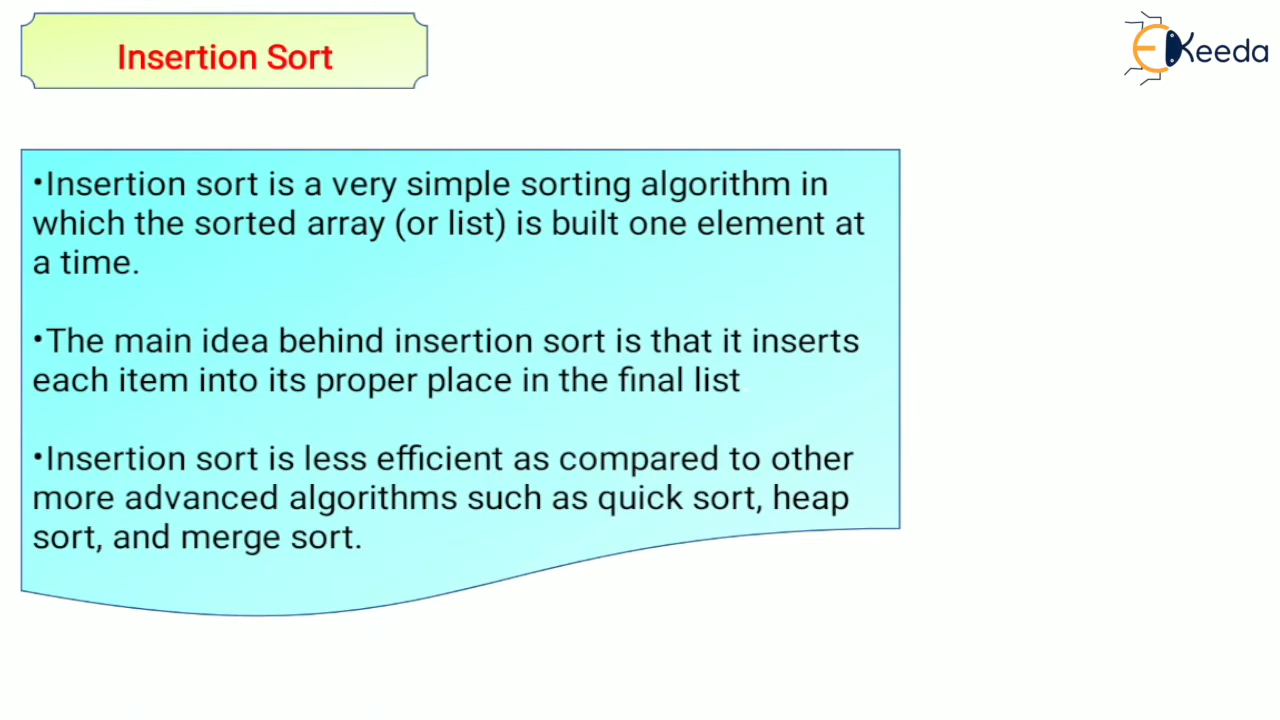 Insertion Sort
EKeeda
•Insertion sort is a very simple sorting algorithm in
which the sorted array (or list) is built one element at
a time.
•The main idea behind insertion sort is that it inserts
each item into its proper place in the final list
•Insertion sort is less efficient as compared to other
more advanced algorithms such as quick sort, heap
sort, and merge sort.